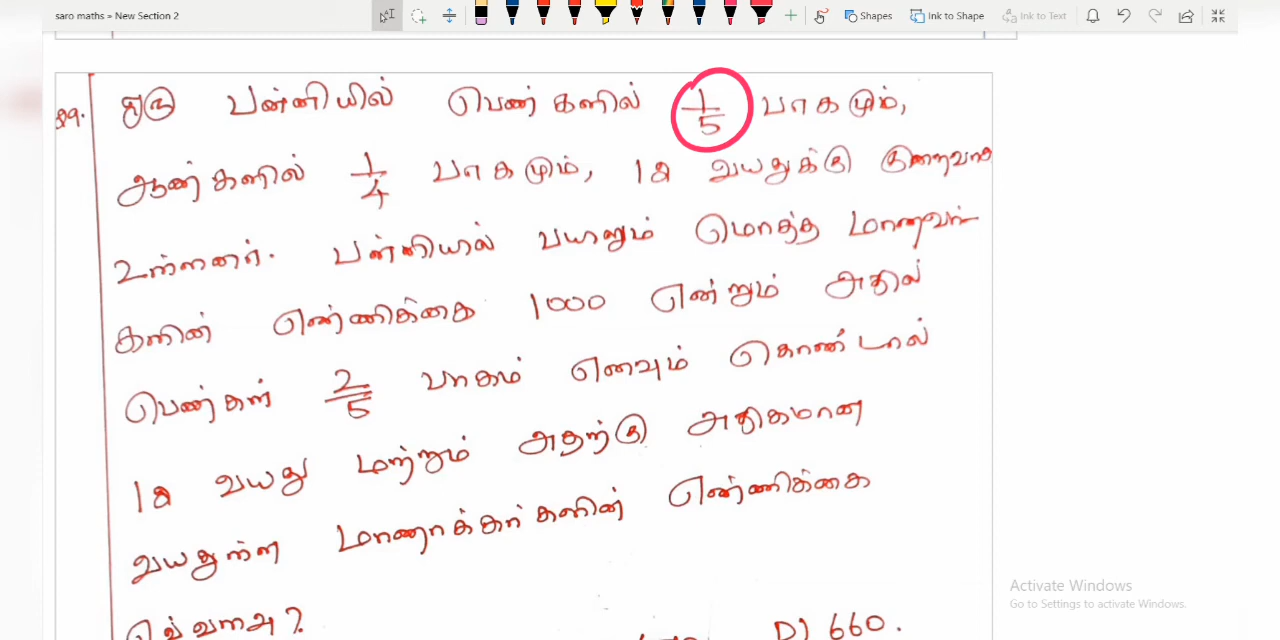 saro maths > New Section 2
Shapes Ink to Shape Ink to Text
89. ஒரு பள்ளியில் பெண்களில் 1/5 பாகமும்,
ஆண்களில் 1/4 பாகமும், 12 வயதுக்கு குறைவாக
உள்ளனர். பள்ளியில் பயிலும் மொத்த மாணவர்
களின் எண்ணிக்கை 1000 என்றும் அதில்
பெண்கள் 2/5 பாகம் எனவும் கொண்டால்
12 வயது மற்றும் அதற்கு அதிகமான
வயதுள்ள மாணாக்கர்களின் எண்ணிக்கை
எவ்வளவு?
D) 660.
Activate Windows
Go to Settings to activate Windows.